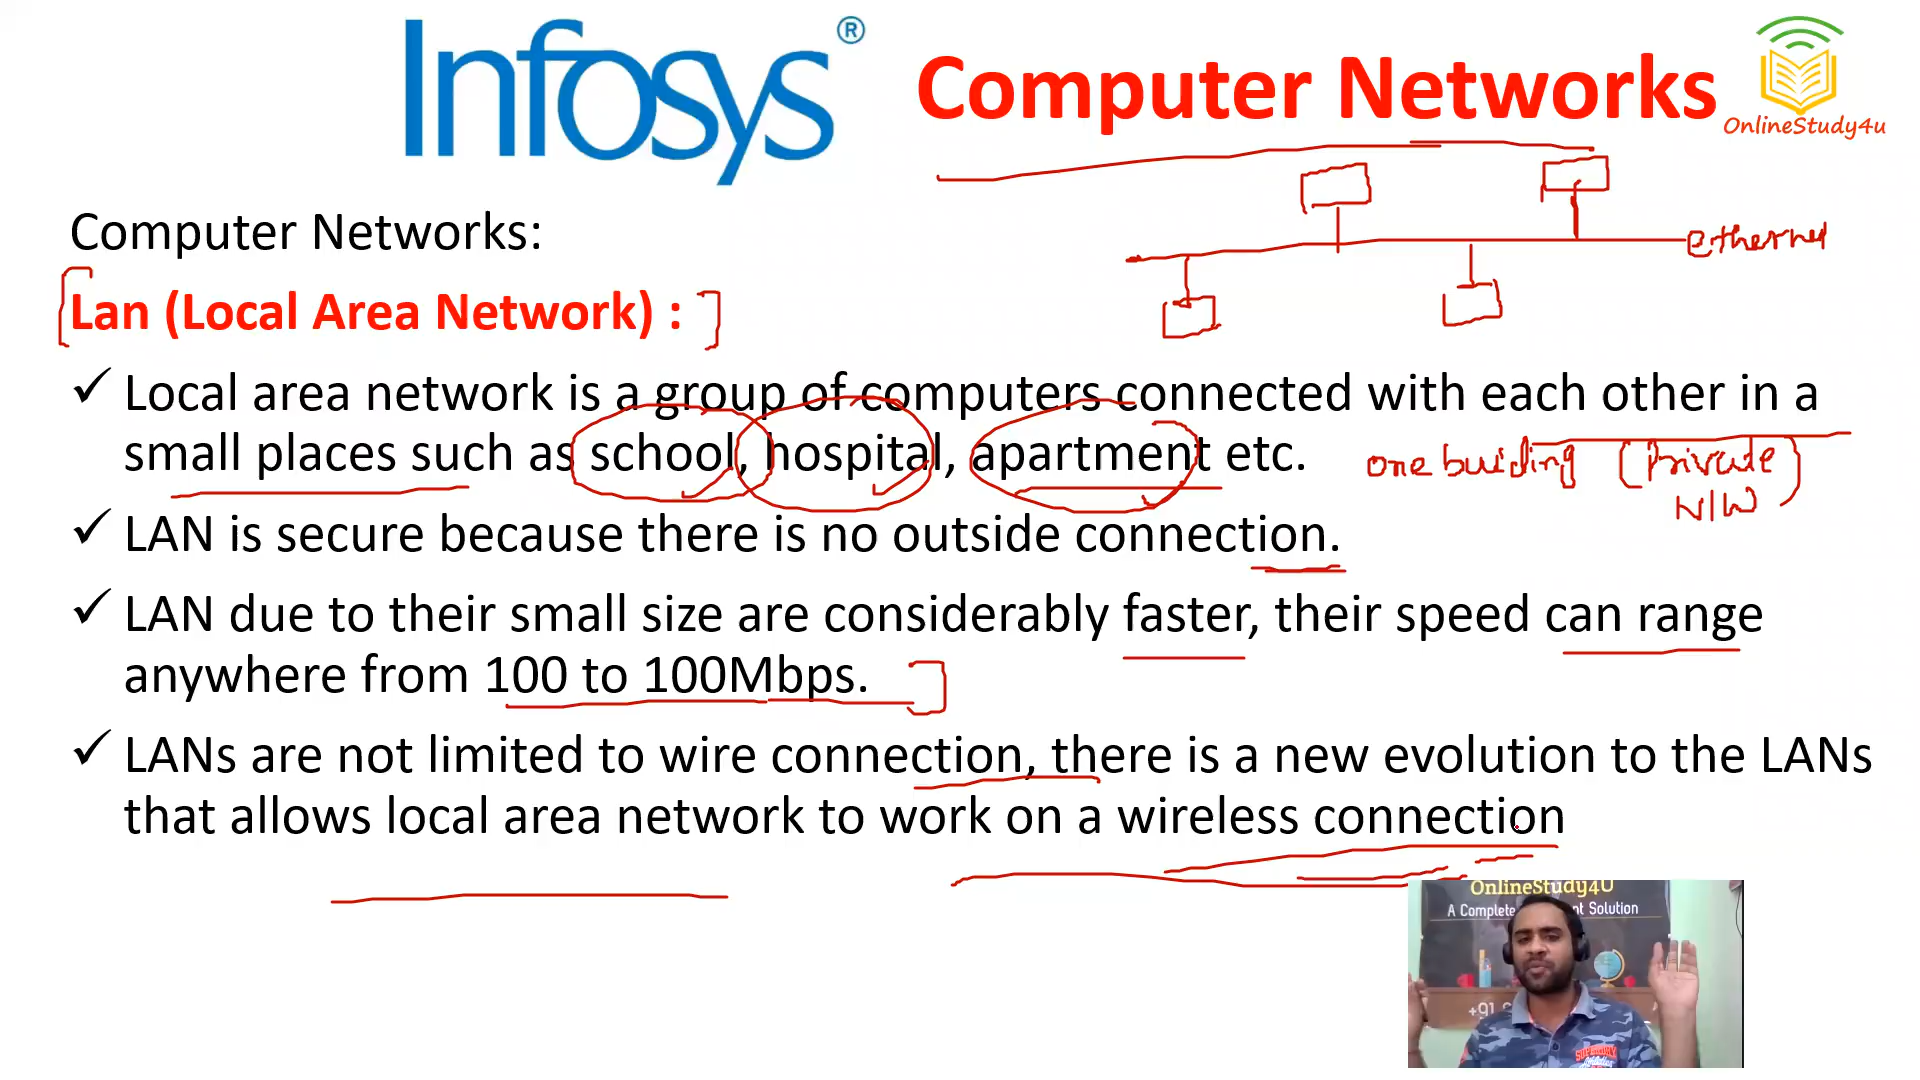 Infosys®
Computer Networks
OnlineStudy4u
Computer Networks:
ethernet
Lan (Local Area Network) :
✓ Local area network is a group of computers connected with each other in a
small places such as school, hospital, apartment etc.
one building (Private
N/W)
✓ LAN is secure because there is no outside connection.
✓ LAN due to their small size are considerably faster, their speed can range
anywhere from 100 to 100Mbps.
✓ LANs are not limited to wire connection, there is a new evolution to the LANs
that allows local area network to work on a wireless connection
OnlineStudy4U
A Complete
Solution
+91